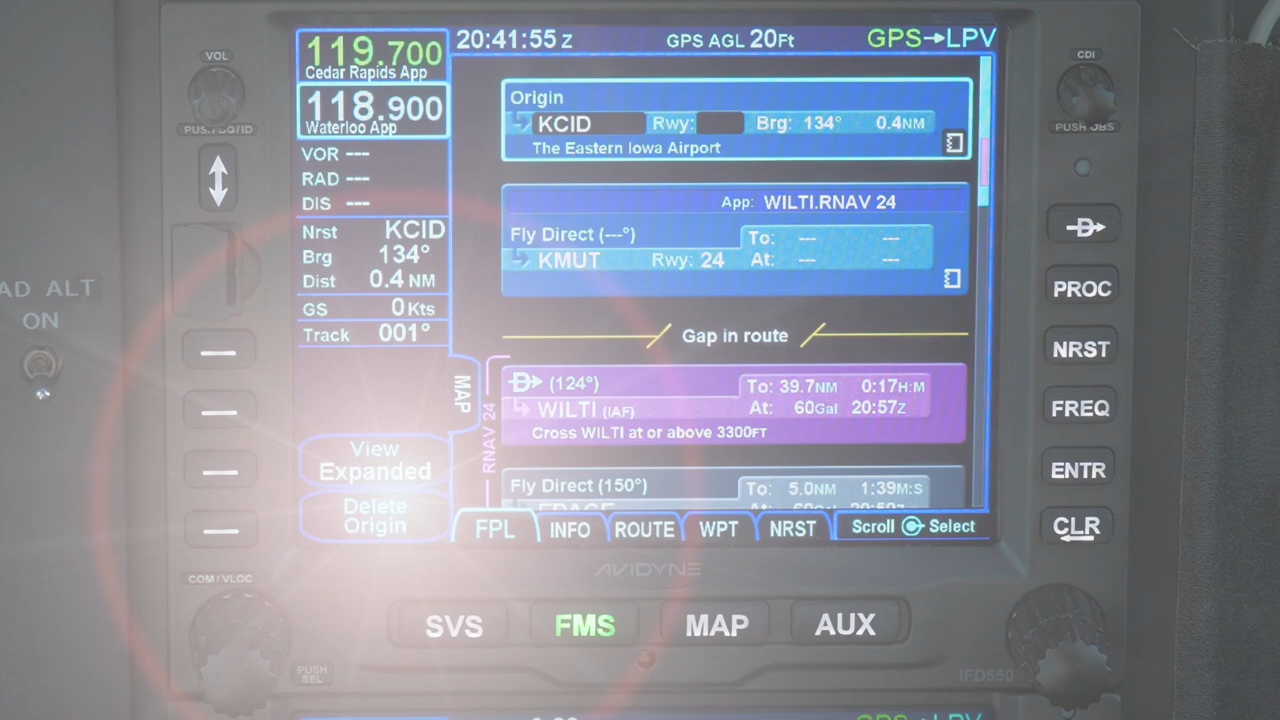 VOL
PUSH
119.700
Cedar Rapids App
118.900
Waterloo App
VOR ---
RAD ---
DIS ---
Nrst KCID
Brg 134°
Dist 0.4 NM
GS 0Kts
Track 001°
View
Expanded
Delete
Origin
20:41:55 Z GPS AGL 20Ft GPS→LPV
Origin
KCID Rwy: Brg: 134° 0.4NM
The Eastern Iowa Airport
App: WILTI.RNAV 24
Fly Direct (---°) To: --- ---
KMUT Rwy: 24 At: --- ---
Gap in route
MAP
RNAV 24
(124°) To: 39.7NM 0:17H:M
WILTI (IAF) At: 60Gal 20:57Z
Cross WILTI at or above 3300FT
Fly Direct (150°) To: 5.0NM 1:39M:S
FPL INFO ROUTE WPT NRST Scroll Select
CDI
PUSH OBS
D
PROC
NRST
FREQ
ENTR
CLR
AD ALT
ON
COM / VLOC
PUSH
SEL
AVIDYNE
SVS FMS MAP AUX
IFD550
GPS→LPV